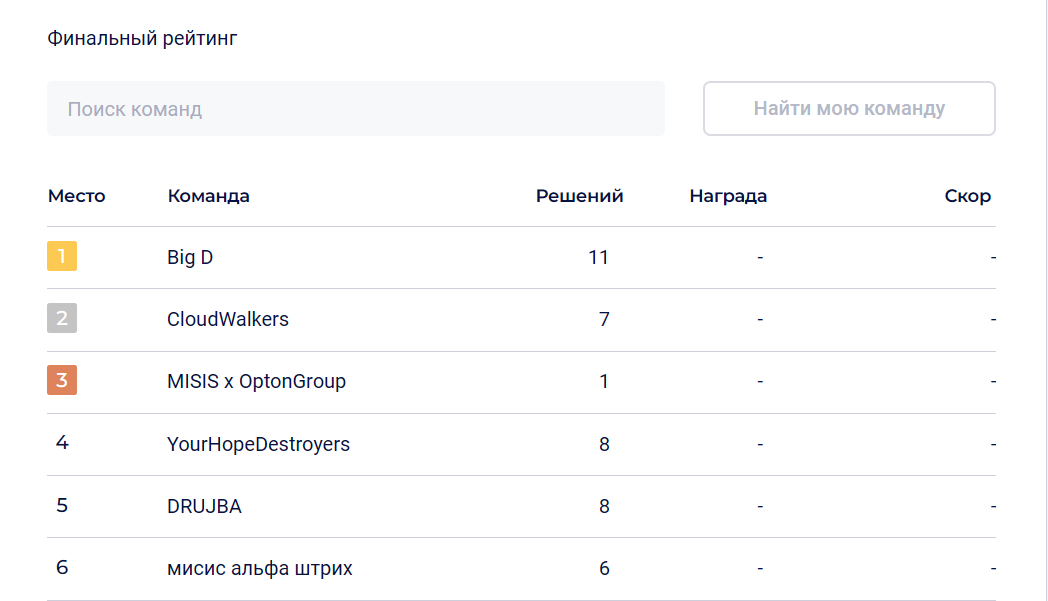 Финальный рейтинг
Поиск команд Найти мою команду
Место Команда Решений Награда Скор
1 Big D 11 - -
2 CloudWalkers 7 - -
3 MISIS x OptonGroup 1 - -
4 YourHopeDestroyers 8 - -
5 DRUJBA 8 - -
6 мисис альфа штрих 6 - -